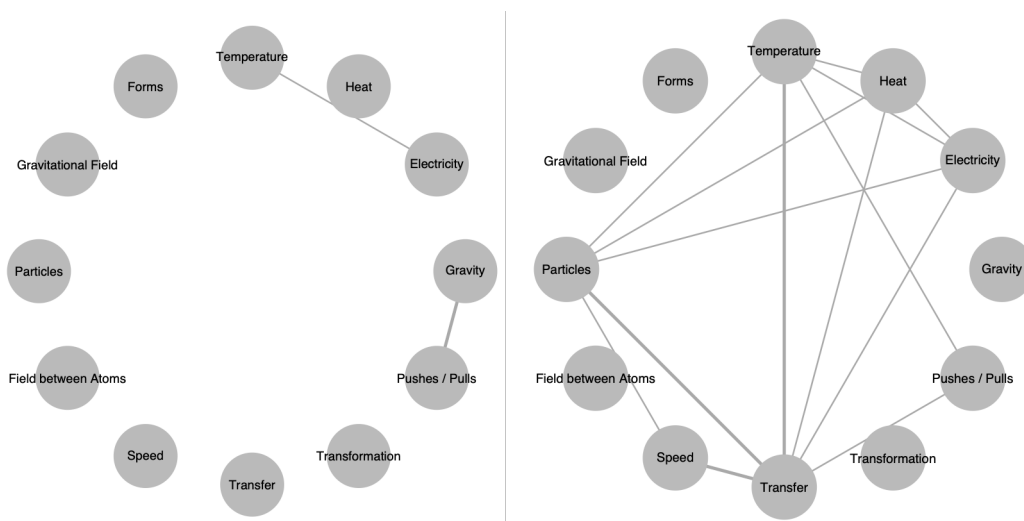 Temperature
Forms
Heat
Gravitational Field
Electricity
Particles
Gravity
Field between Atoms
Pushes / Pulls
Speed
Transformation
Transfer
Temperature
Forms
Heat
Gravitational Field
Electricity
Particles
Gravity
Field between Atoms
Pushes / Pulls
Speed
Transformation
Transfer